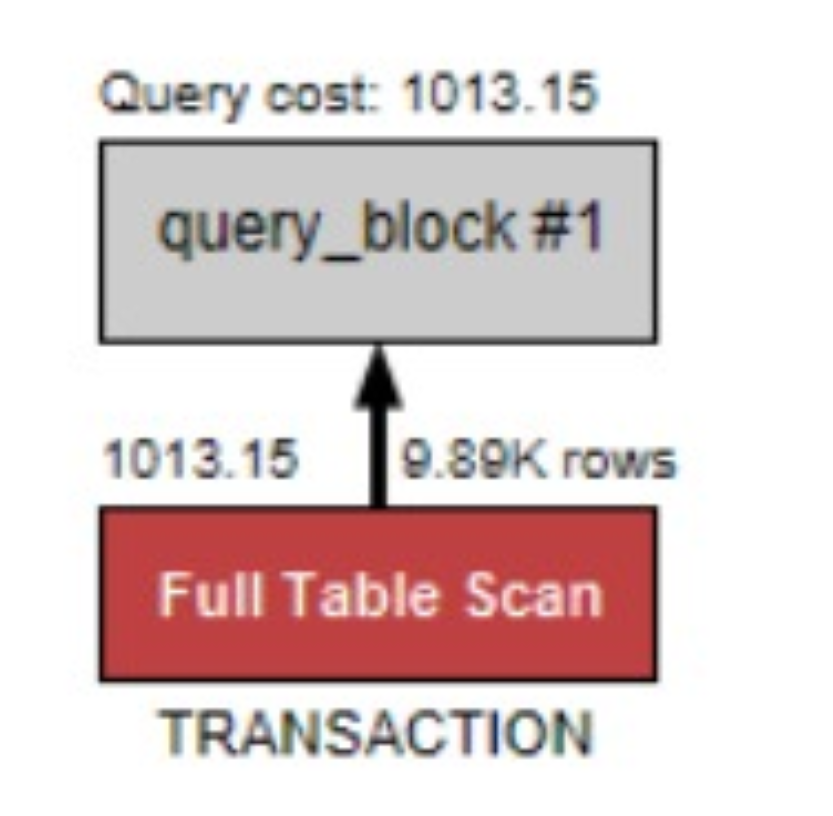 Query cost: 1013.15
query_block #1
1013.15 9.89K rows
Full Table Scan
TRANSACTION